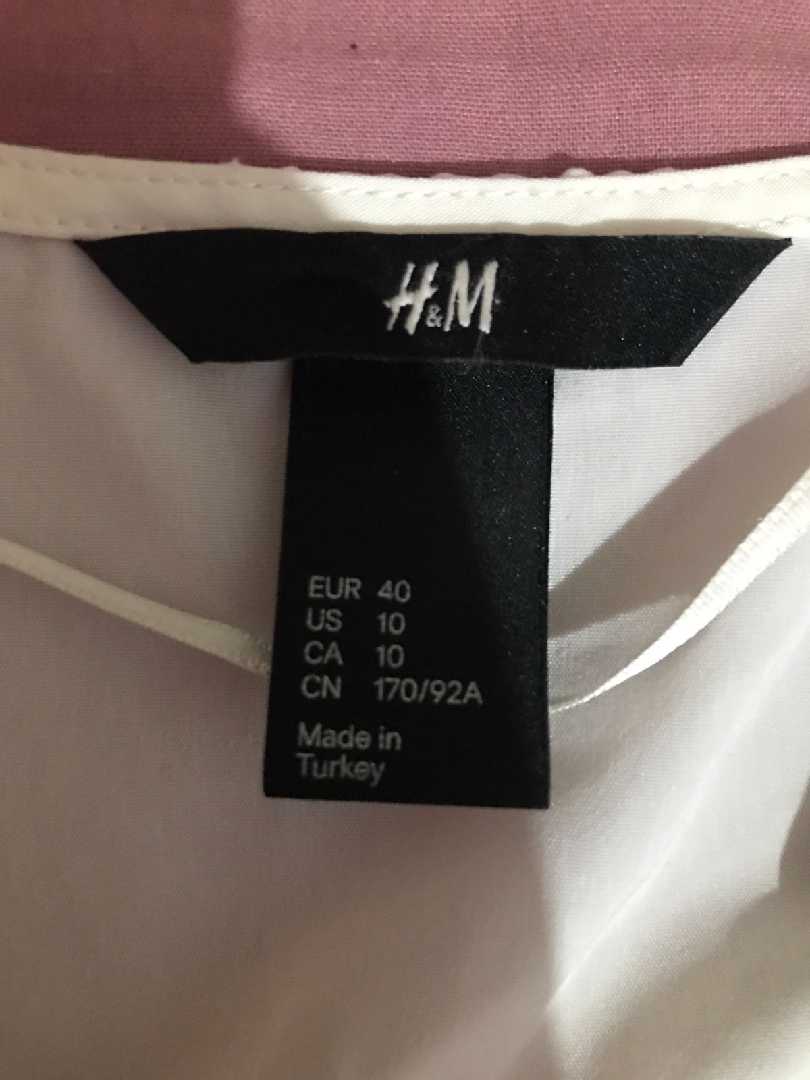 H&M
EUR 40
US 10
CA 10
CN 170/92A
Made in
Turkey